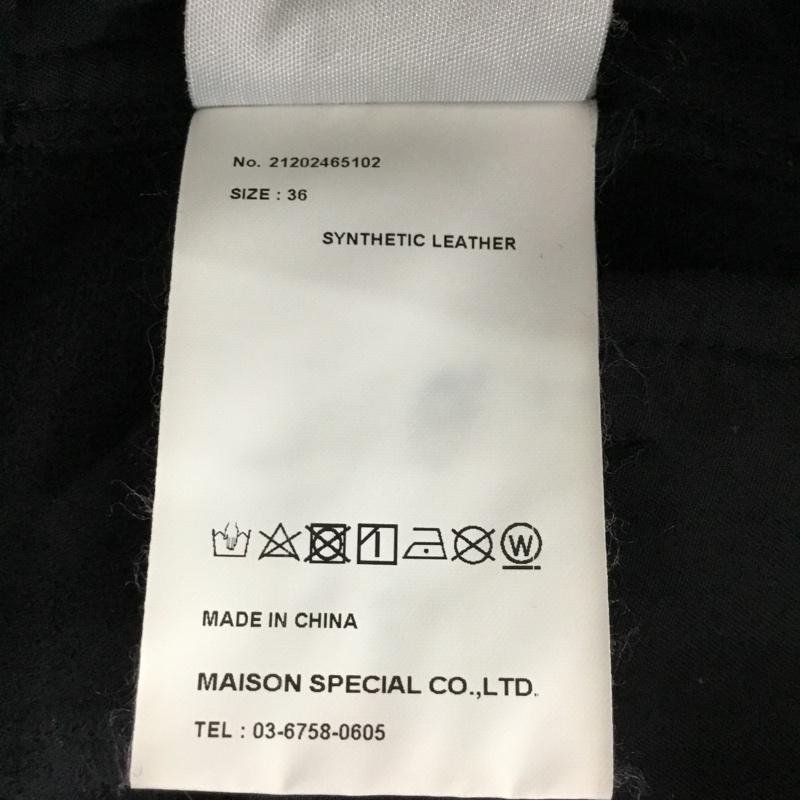 No. 21202465102
SIZE : 36
SYNTHETIC LEATHER
W
MADE IN CHINA
MAISON SPECIAL CO.,LTD.
TEL : 03-6758-0605